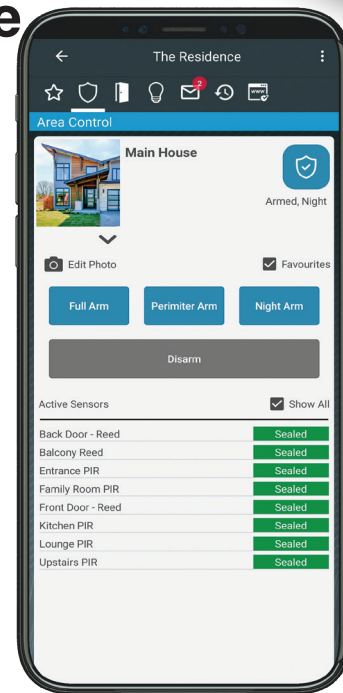 e
The Residence
2
www
Area Control
Main House
Armed, Night
Edit Photo
Favourites
Full Arm
Perimiter Arm
Night Arm
Disarm
Active Sensors
Show All
Back Door - Reed Sealed
Balcony Reed Sealed
Entrance PIR Sealed
Family Room PIR Sealed
Front Door - Reed Sealed
Kitchen PIR Sealed
Lounge PIR Sealed
Upstairs PIR Sealed